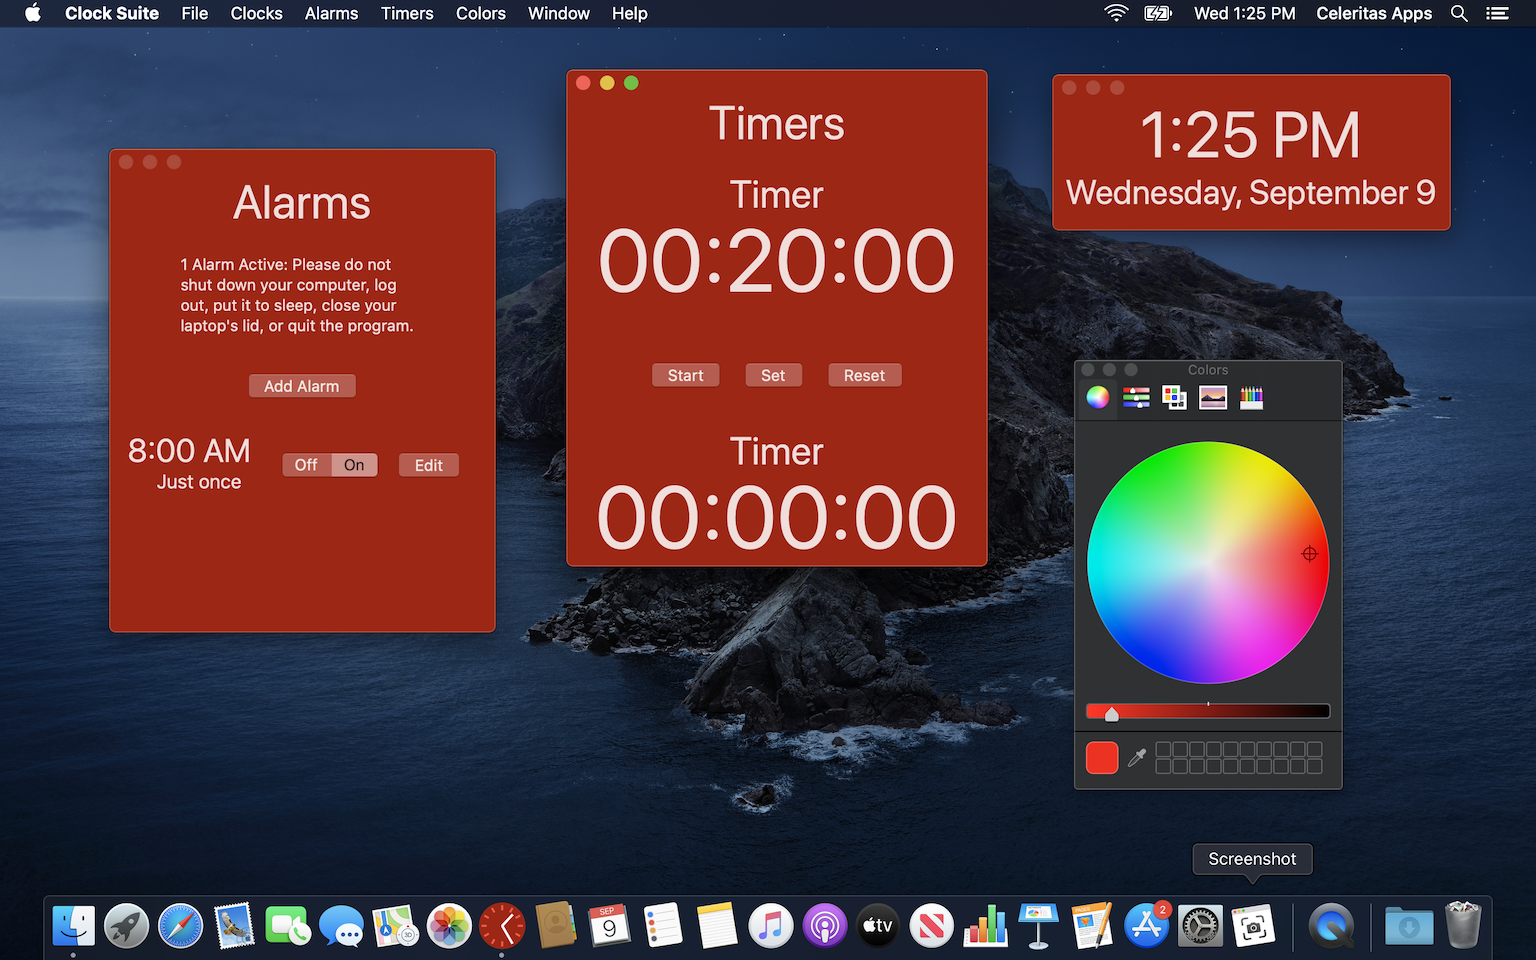 Clock Suite File Clocks Alarms Timers Colors Window Help Wed 1:25 PM Celeritas Apps
Alarms
1 Alarm Active: Please do not
shut down your computer, log
out, put it to sleep, close your
laptop's lid, or quit the program.
Add Alarm
8:00 AM
Just once
Off On Edit
Timers
Timer
00:20:00
Start Set Reset
Timer
00:00:00
1:25 PM
Wednesday, September 9
Colors
Screenshot
3D
SEP
9
tv
PAGES
2